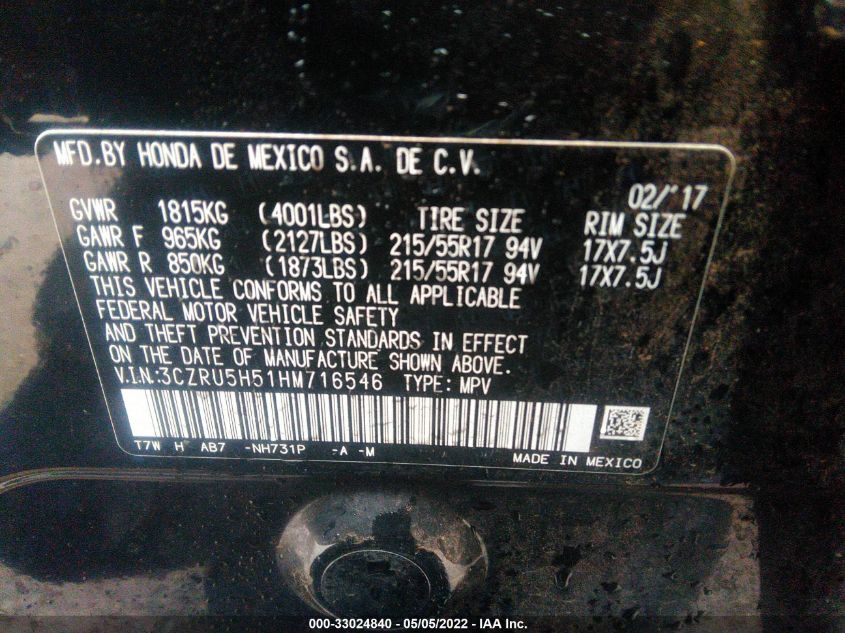 MFD.BY HONDA DE MEXICO S.A. DE C.V.
02/'17
GVWR 1815KG (4001LBS) TIRE SIZE RIM SIZE
GAWR F 965KG (2127LBS) 215/55R17 94V 17X7.5J
GAWR R 850KG (1873LBS) 215/55R17 94V 17X7.5J
THIS VEHICLE CONFORMS TO ALL APPLICABLE
FEDERAL MOTOR VEHICLE SAFETY
AND THEFT PREVENTION STANDARDS IN EFFECT
ON THE DATE OF MANUFACTURE SHOWN ABOVE.
V.I.N:3CZRU5H51HM716546 TYPE: MPV
T7W H AB7 -NH731P -A -M
MADE IN MEXICO
000-33024840 - 05/05/2022 - IAA Inc.